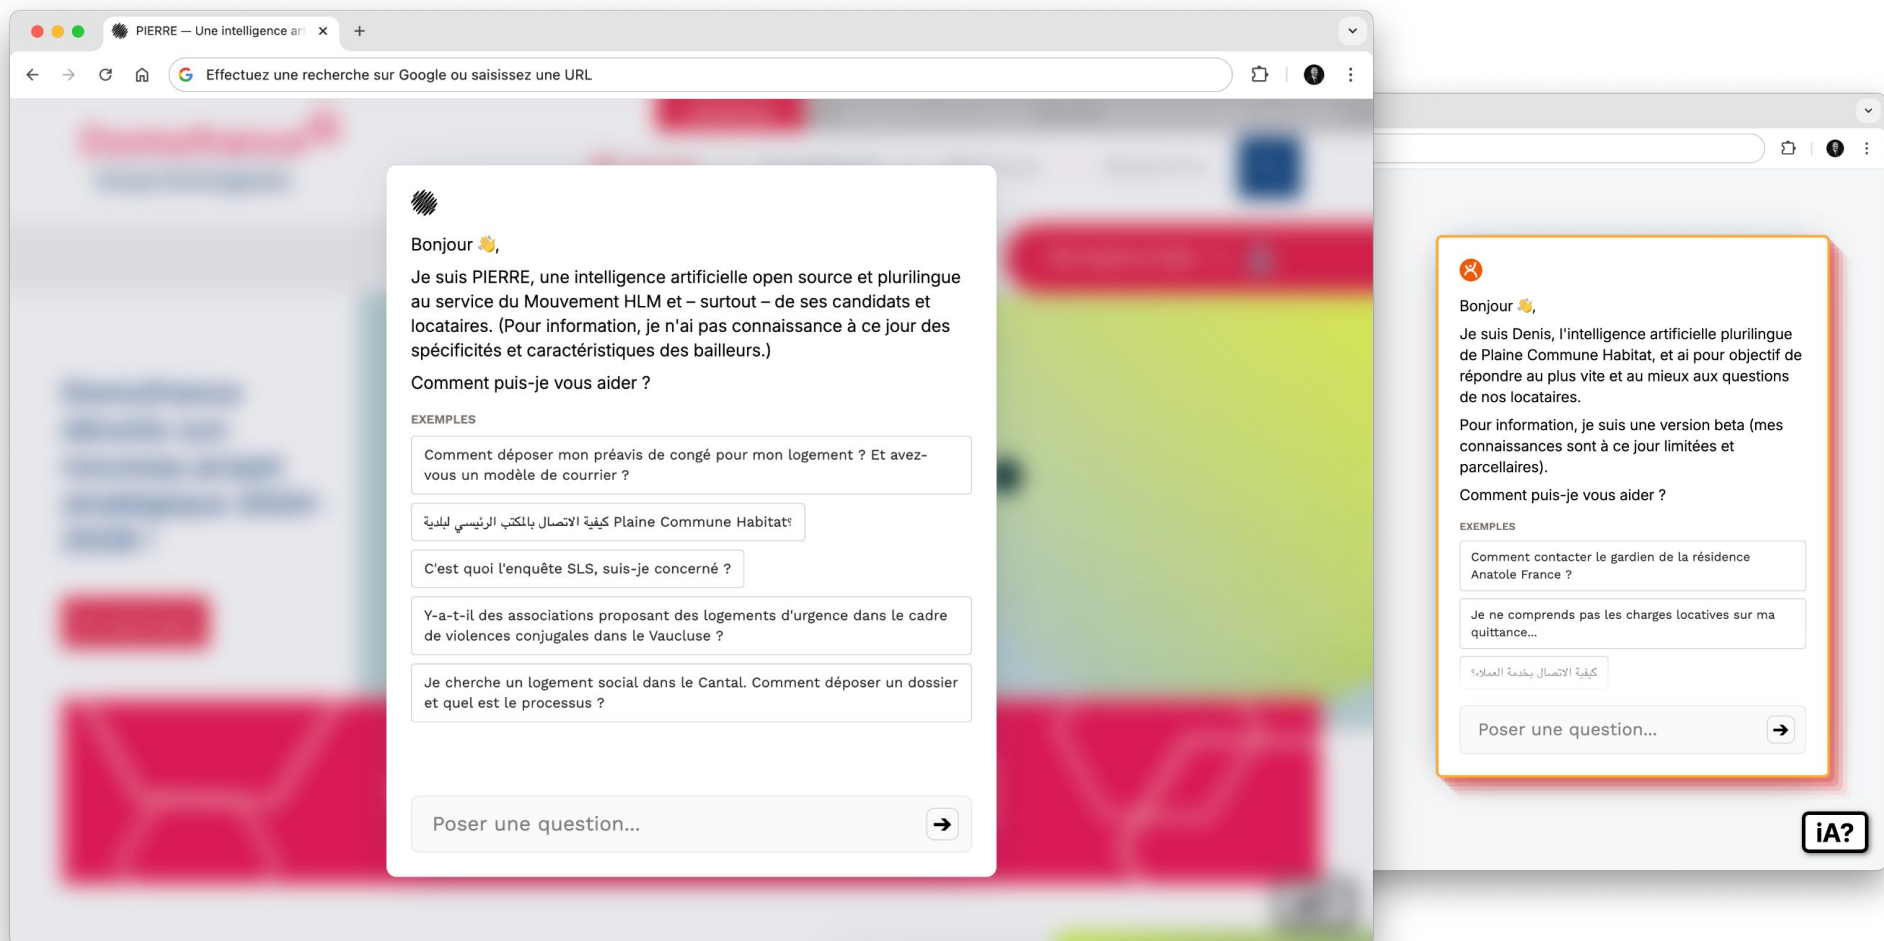 PIERRE — Une intelligence ar
Effectuez une recherche sur Google ou saisissez une URL
Bonjour 👋,
Je suis PIERRE, une intelligence artificielle open source et plurilingue
au service du Mouvement HLM et – surtout – de ses candidats et
locataires. (Pour information, je n'ai pas connaissance à ce jour des
spécificités et caractéristiques des bailleurs.)
Comment puis-je vous aider ?
EXEMPLES
Comment déposer mon préavis de congé pour mon logement ? Et avez-
vous un modèle de courrier ?
كيفية الاتصال بالمكتب الرئيسي لبلدية Plaine Commune Habitat؟
C'est quoi l'enquête SLS, suis-je concerné ?
Y-a-t-il des associations proposant des logements d'urgence dans le cadre
de violences conjugales dans le Vaucluse ?
Je cherche un logement social dans le Cantal. Comment déposer un dossier
et quel est le processus ?
Poser une question...
Bonjour 👋,
Je suis Denis, l'intelligence artificielle plurilingue
de Plaine Commune Habitat, et ai pour objectif de
répondre au plus vite et au mieux aux questions
de nos locataires.
Pour information, je suis une version beta (mes
connaissances sont à ce jour limitées et
parcellaires).
Comment puis-je vous aider ?
EXEMPLES
Comment contacter le gardien de la résidence
Anatole France ?
Je ne comprends pas les charges locatives sur ma
quittance...
كيفية الاتصال بخدمة العملاء؟
Poser une question...
iA?